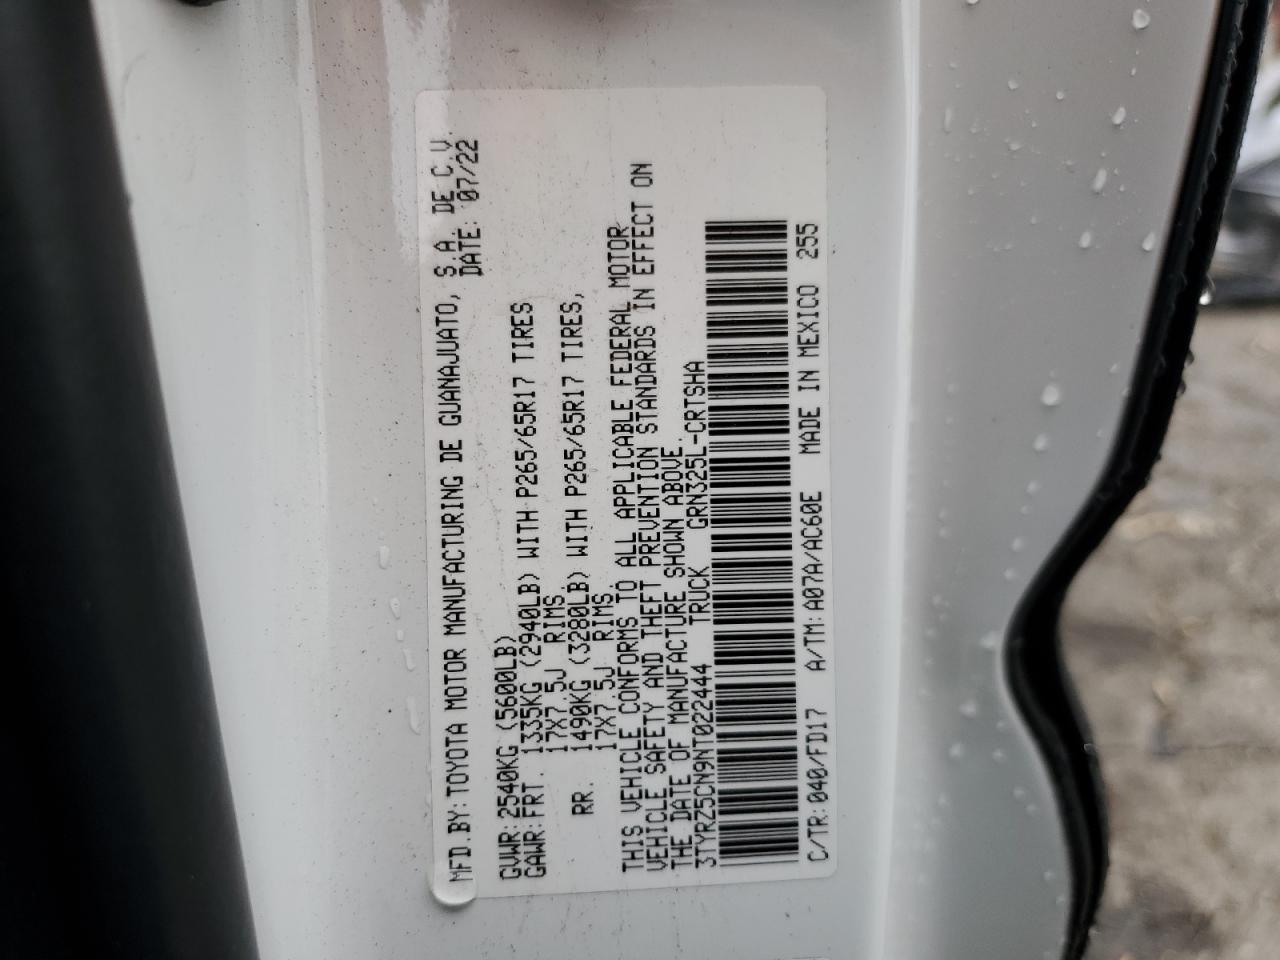 MFD.BY:TOYOTA MOTOR MANUFACTURING DE GUANAJUATO, S.A. DE C.V.
DATE: 07/22
GVWR:2540KG (5600LB)
GAWR:FRT. 1335KG (2940LB) WITH P265/65R17 TIRES
17X7.5J RIMS,
RR. 1490KG (3280LB) WITH P265/65R17 TIRES,
17X7.5J RIMS.
THIS VEHICLE CONFORMS TO ALL APPLICABLE FEDERAL MOTOR
VEHICLE SAFETY AND THEFT PREVENTION STANDARDS IN EFFECT ON
THE DATE OF MANUFACTURE SHOWN ABOVE.
3TYRZ5CN9NT022444 TRUCK GRN325L-CRTSHA
C/TR:040/FD17 A/TM:A07A/AC60E MADE IN MEXICO 255